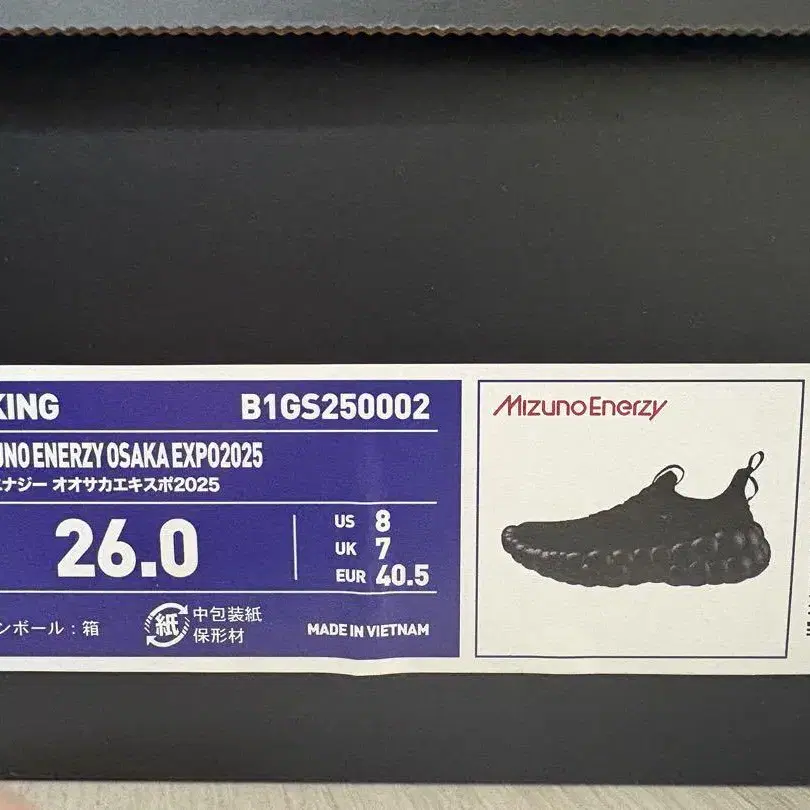 KING B1GS250002
UNO ENERZY OSAKA EXPO2025
エナジー オオサカエキスポ2025
26.0
US 8
UK 7
EUR 40.5
ンボール：箱
紙 中包装紙
保形材
MADE IN VIETNAM
Mizuno Enerzy